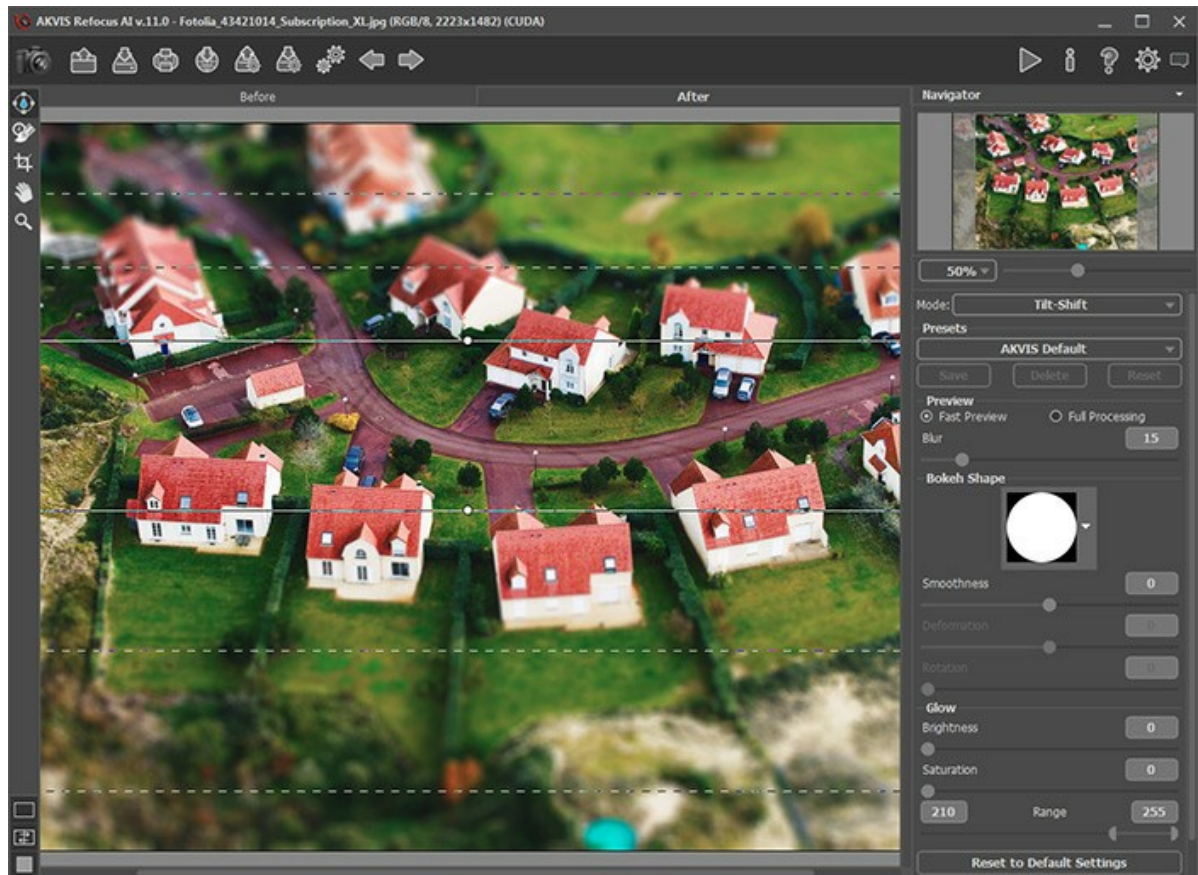 AKVIS Refocus AI v.11.0 - Fotolia_43421014_Subscription_XL.jpg (RGB/8, 2223x1482) (CUDA)
Before After
Navigator
50%
Mode: Tilt-Shift
Presets
AKVIS Default
Save Delete Reset
Preview
Fast Preview Full Processing
Blur 15
Bokeh Shape
Smoothness 0
Deformation 0
Rotation 0
Glow
Brightness 0
Saturation 0
210 Range 255
Reset to Default Settings